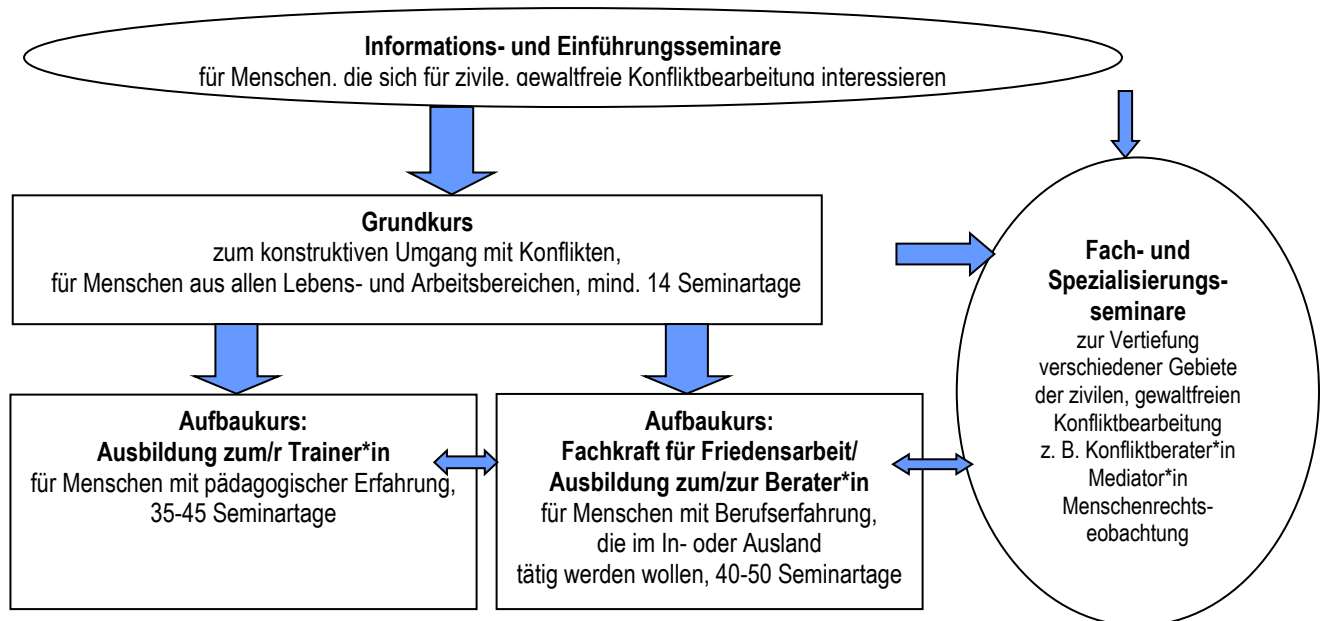 Informations- und Einführungsseminare
für Menschen, die sich für zivile, gewaltfreie Konfliktbearbeitung interessieren
Grundkurs
zum konstruktiven Umgang mit Konflikten,
für Menschen aus allen Lebens- und Arbeitsbereichen, mind. 14 Seminartage
Aufbaukurs:
Ausbildung zum/r Trainer*in
für Menschen mit pädagogischer Erfahrung,
35-45 Seminartage
Aufbaukurs:
Fachkraft für Friedensarbeit/
Ausbildung zum/zur Berater*in
für Menschen mit Berufserfahrung,
die im In- oder Ausland
tätig werden wollen, 40-50 Seminartage
Fach- und
Spezialisierungs-
seminare
zur Vertiefung
verschiedener Gebiete
der zivilen, gewaltfreien
Konfliktbearbeitung
z. B. Konfliktberater*in
Mediator*in
Menschenrechts-
eobachtung